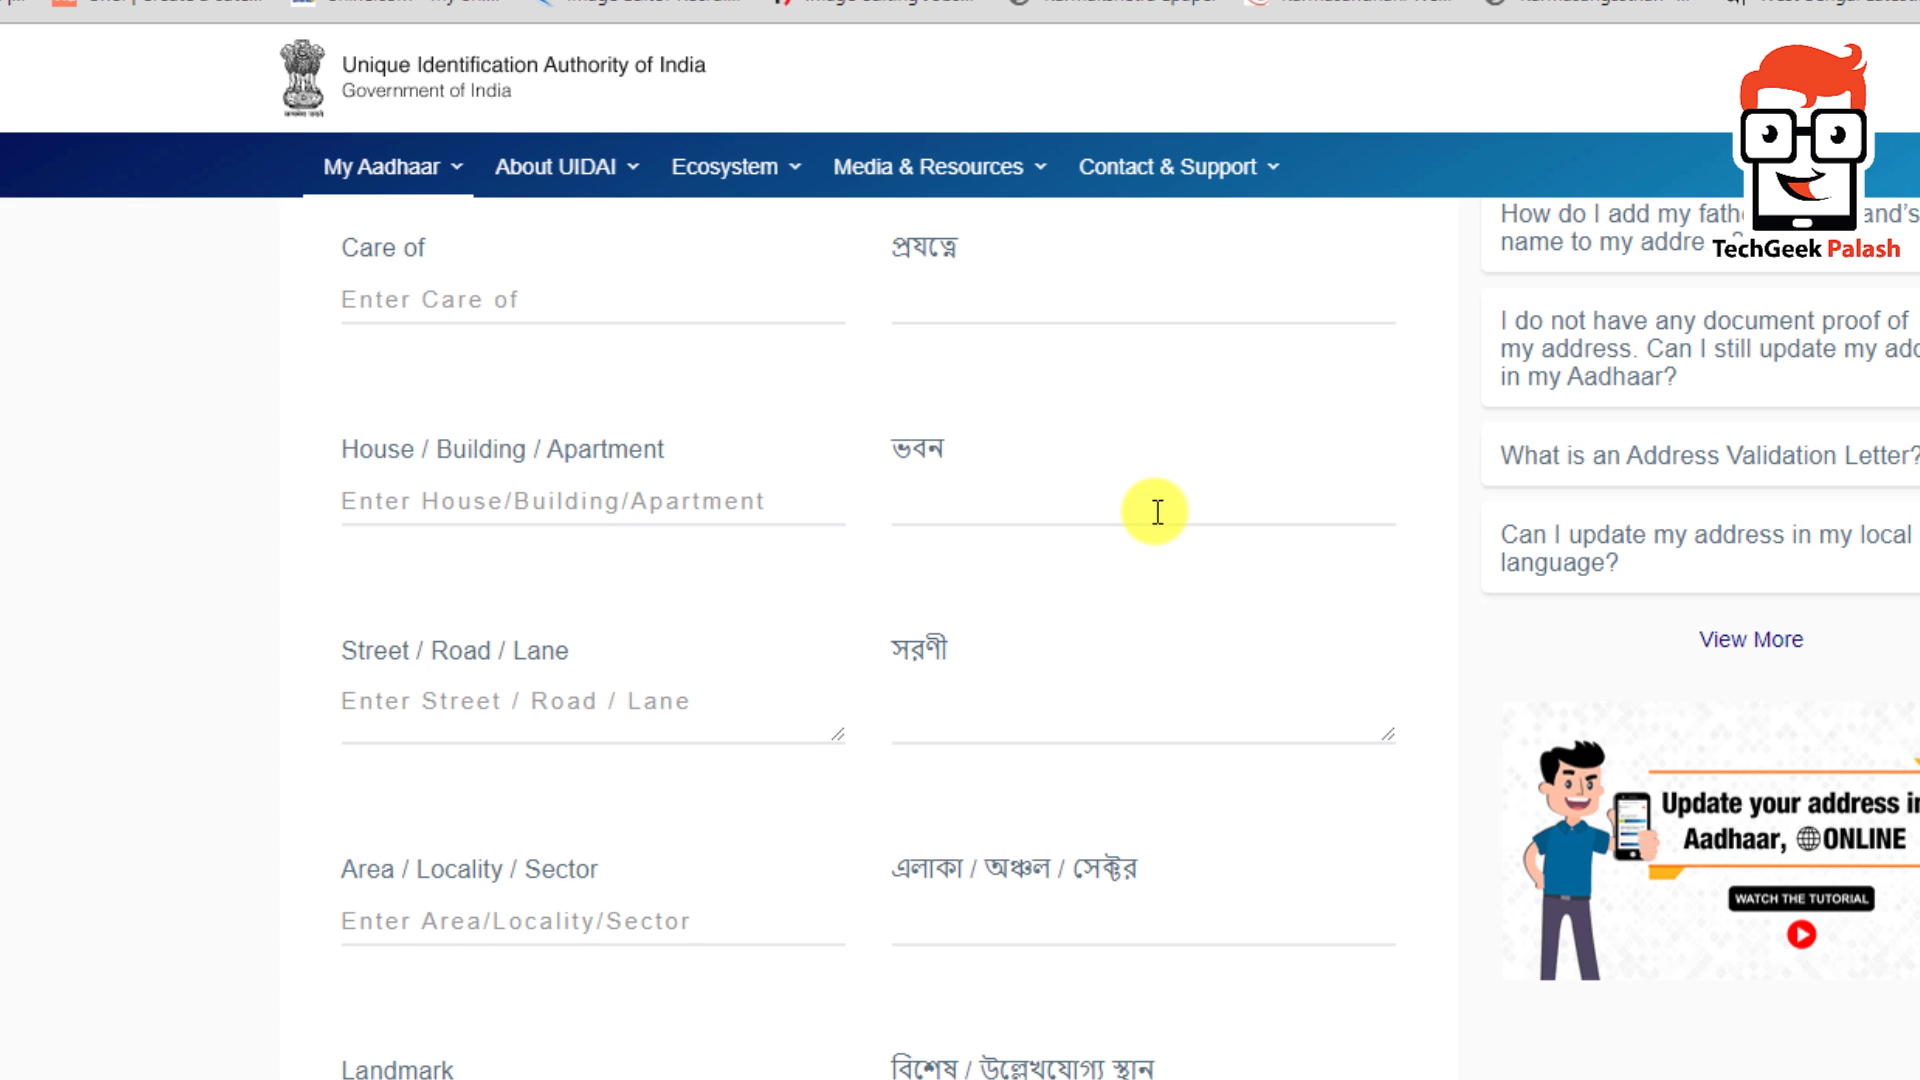 Unique Identification Authority of India
Government of India
My Aadhaar
About UIDAI
Ecosystem
Media & Resources
Contact & Support
TechGeek Palash
Care of
প্রযত্নে
Enter Care of
House / Building / Apartment
ভবন
Enter House/Building/Apartment
Street / Road / Lane
সরণী
Enter Street / Road / Lane
Area / Locality / Sector
এলাকা / অঞ্চল / সেক্টর
Enter Area/Locality/Sector
Landmark
বিশেষ / উল্লেখযোগ্য স্থান
How do I add my
name to my
I do not have any document proof of
my address. Can I still update my
in my Aadhaar?
What is an Address Validation Letter?
Can I update my address in my local
language?
View More
Update your address in
Aadhaar, ONLINE
WATCH THE TUTORIAL